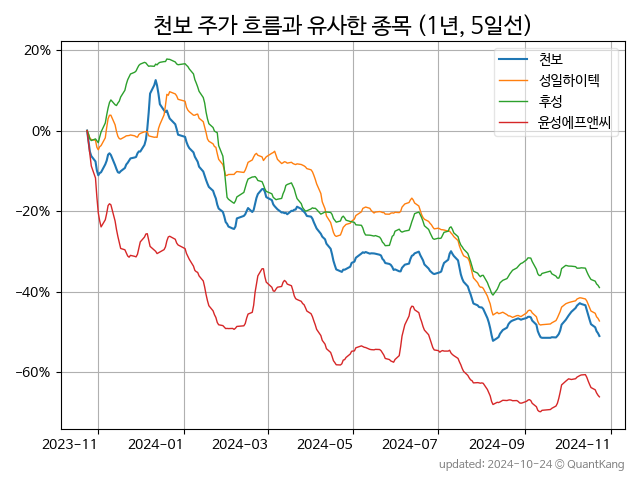 천보 주가 흐름과 유사한 종목 (1년, 5일선)
천보
성일하이텍
후성
윤성에프앤씨
20%
0%
−20%
−40%
−60%
2023−11
2024−01
2024−03
2024−05
2024−07
2024−09
2024−11
updated: 2024-10-24 © QuantKang